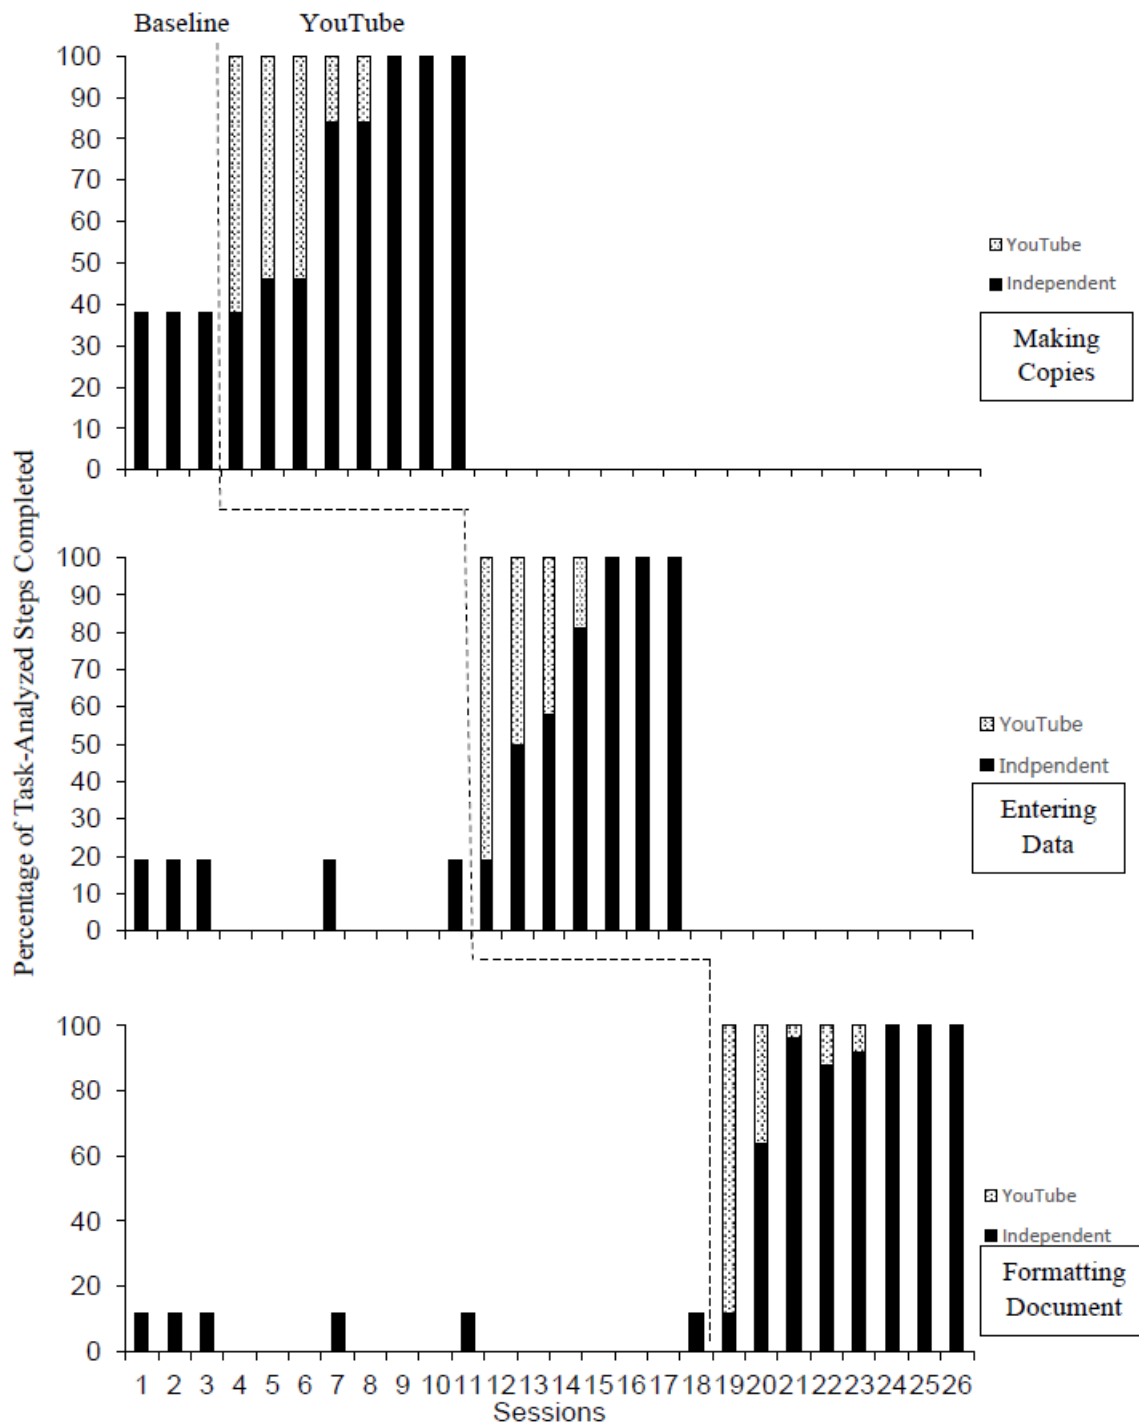 Baseline YouTube
100
90
80
70
60
50
40
30
20
10
0
YouTube
Independent
Making
Copies
Percentage of Task-Analyzed Steps Completed
100
90
80
70
60
50
40
30
20
10
0
YouTube
Indpendent
Entering
Data
100
80
60
40
20
0
YouTube
Independent
Formatting
Document
1 2 3 4 5 6 7 8 9 10 11 12 13 14 15 16 17 18 19 20 21 22 23 24 25 26
Sessions